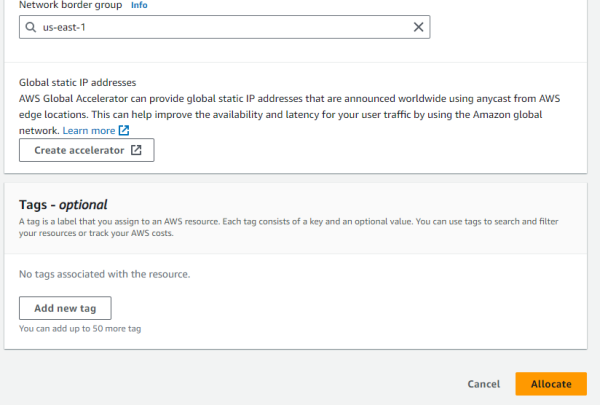 Network border group Info
us-east-1
Global static IP addresses
AWS Global Accelerator can provide global static IP addresses that are announced worldwide using anycast from AWS
edge locations. This can help improve the availability and latency for your user traffic by using the Amazon global
network. Learn more
Create accelerator
Tags - optional
A tag is a label that you assign to an AWS resource. Each tag consists of a key and an optional value. You can use tags to search and filter
your resources or track your AWS costs.
No tags associated with the resource.
Add new tag
You can add up to 50 more tag
Cancel Allocate